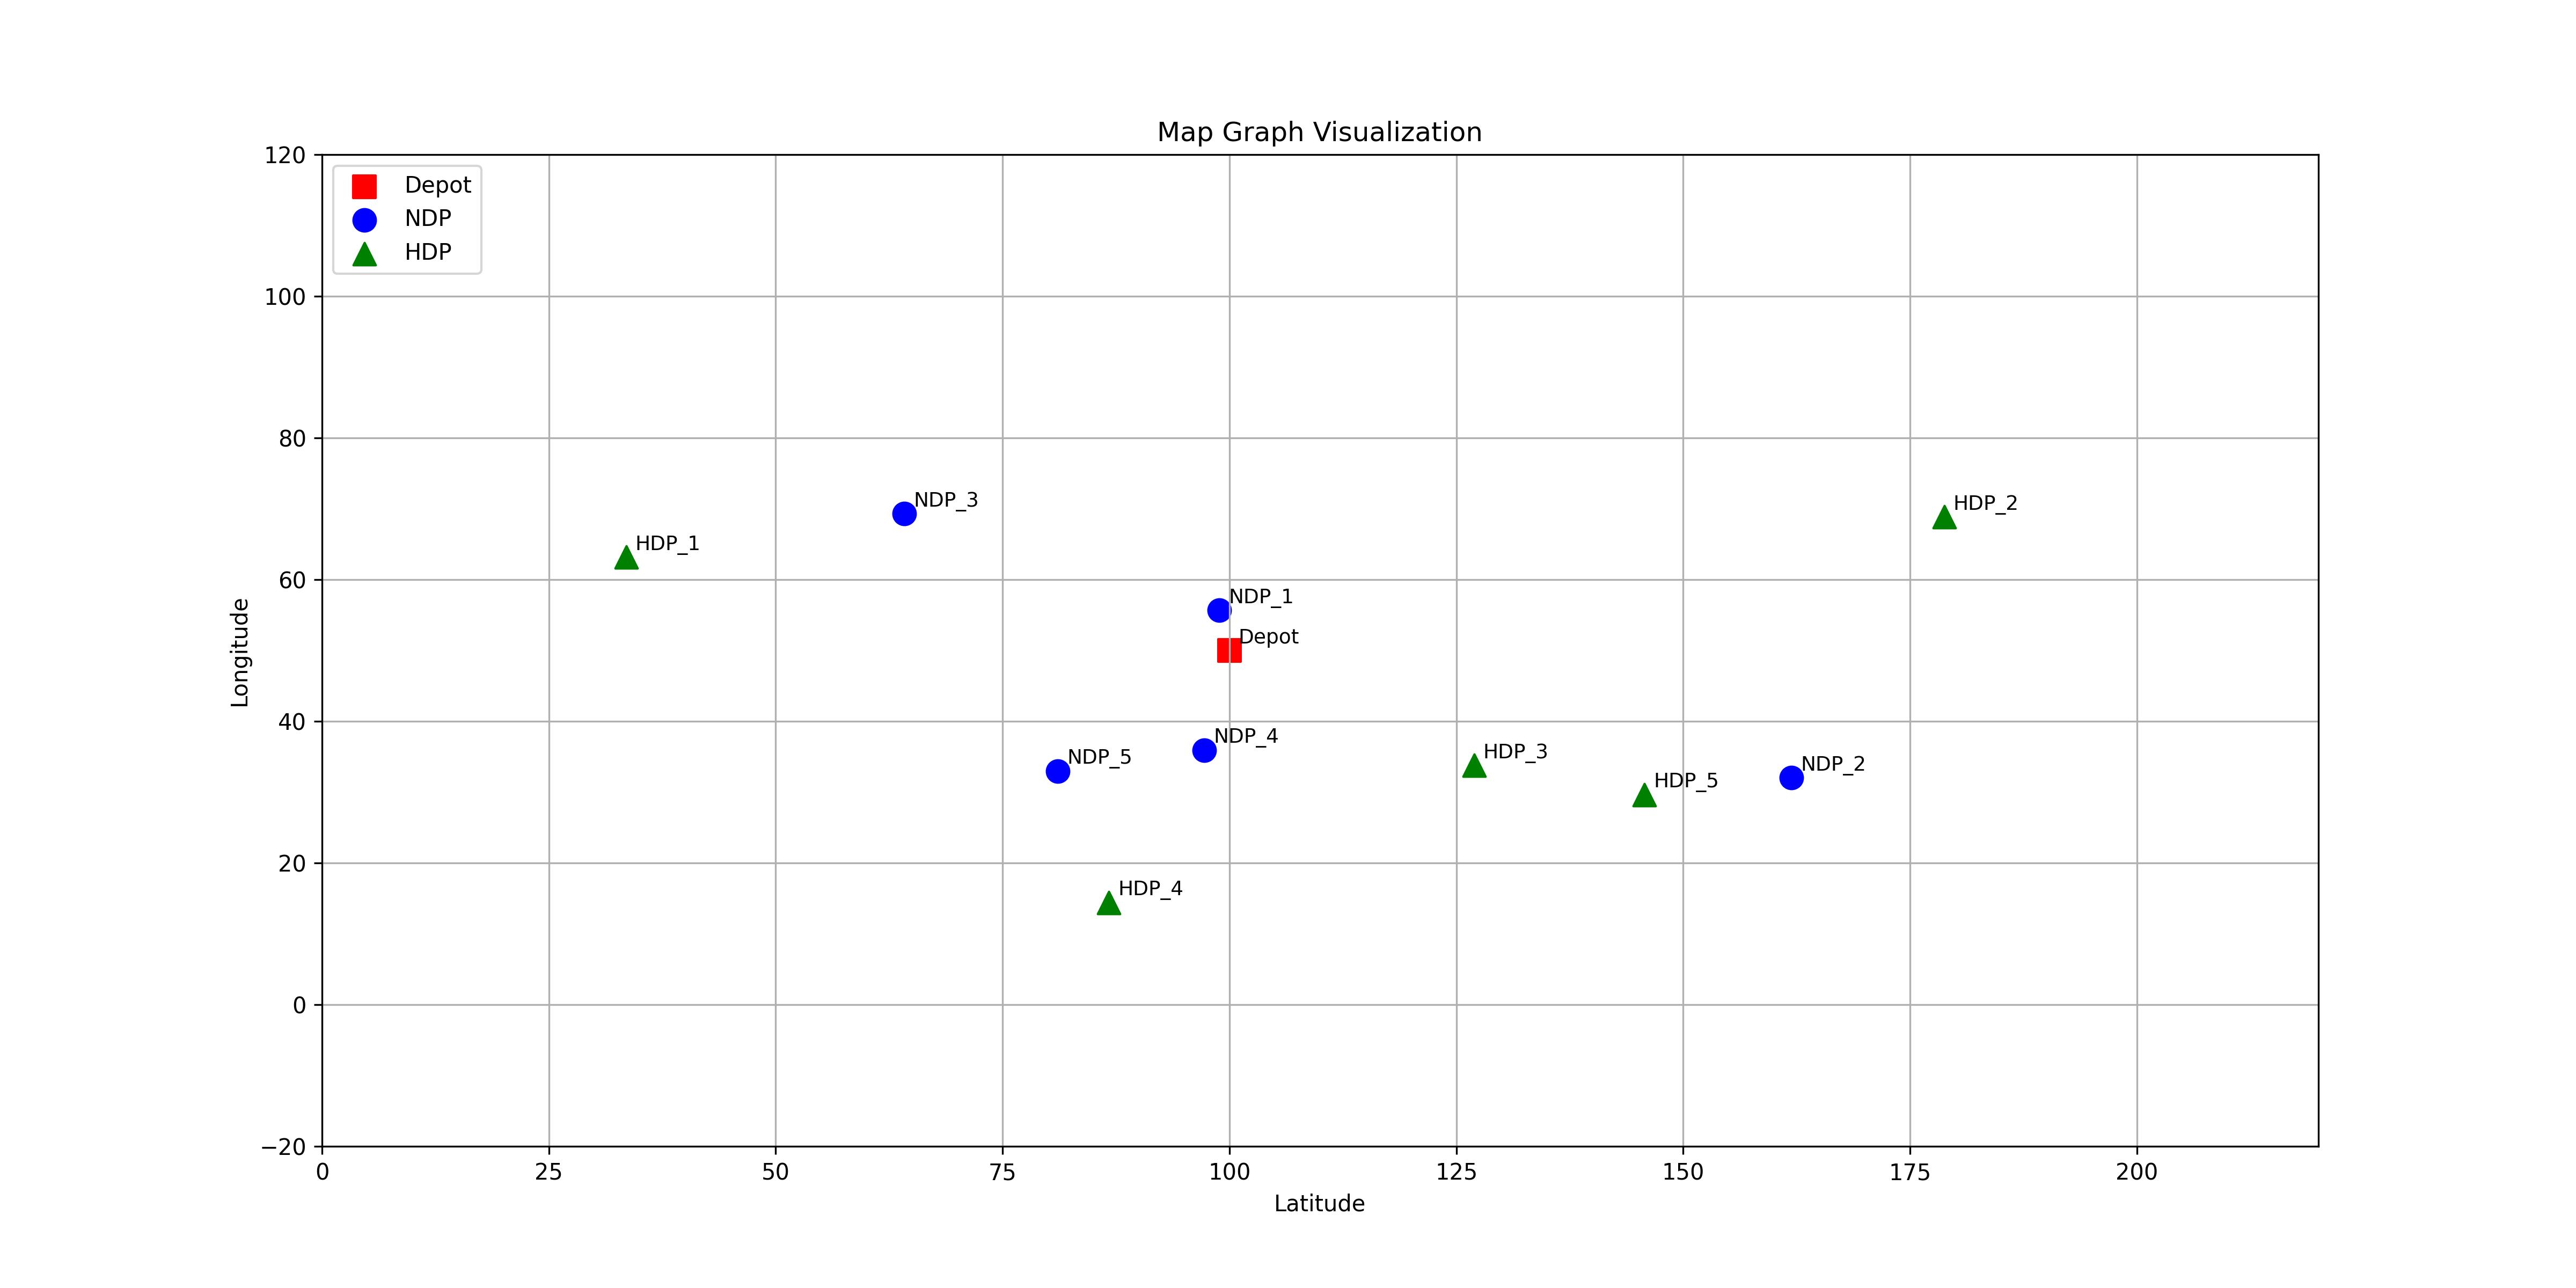 Map Graph Visualization
120
100
80
60
40
20
0
−20
Longitude
Depot
NDP
HDP
NDP_3
HDP_2
HDP_1
NDP_1
Depot
NDP_4
NDP_5
HDP_3
NDP_2
HDP_5
HDP_4
0 25 50 75 100 125 150 175 200
Latitude